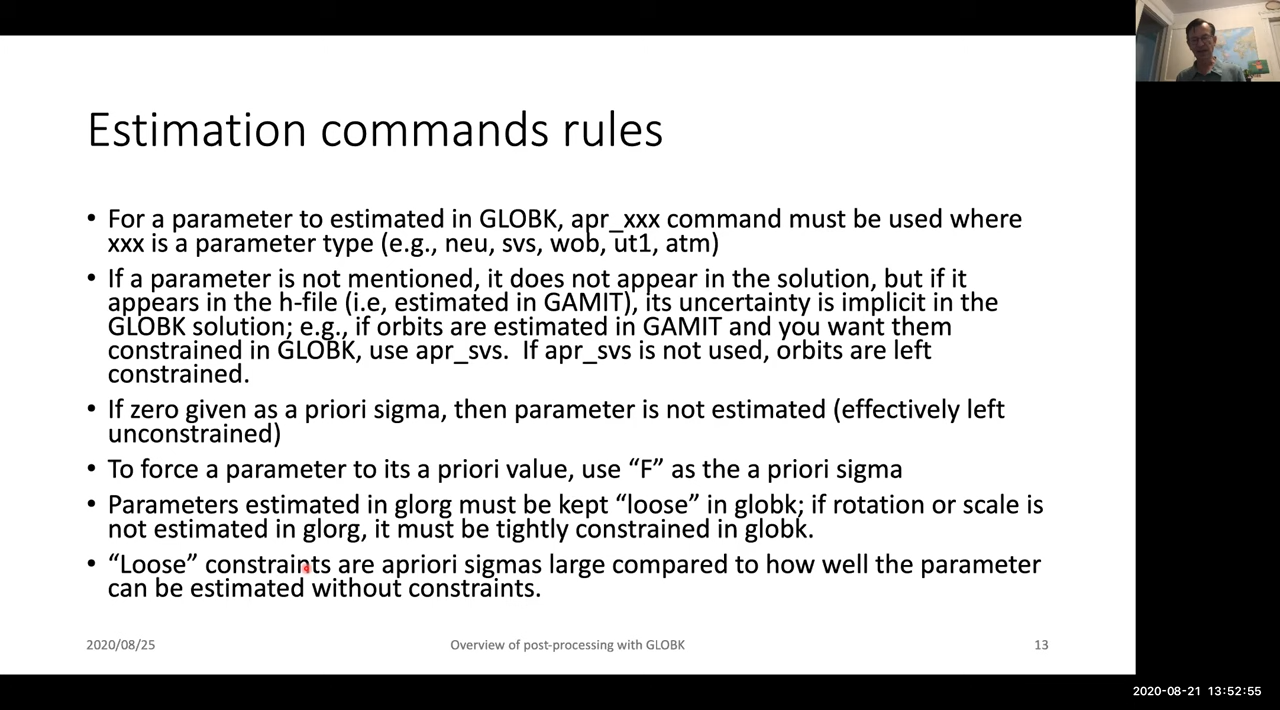 Estimation commands rules
• For a parameter to estimated in GLOBK, apr_xxx command must be used where
xxx is a parameter type (e.g., neu, svs, wob, ut1, atm)
• If a parameter is not mentioned, it does not appear in the solution, but if it
appears in the h-file (i.e, estimated in GAMIT), its uncertainty is implicit in the
GLOBK solution; e.g., if orbits are estimated in GAMIT and you want them
constrained in GLOBK, use apr_svs.  If apr_svs is not used, orbits are left
constrained.
• If zero given as a priori sigma, then parameter is not estimated (effectively left
unconstrained)
• To force a parameter to its a priori value, use “F” as the a priori sigma
• Parameters estimated in glorg must be kept “loose” in globk; if rotation or scale is
not estimated in glorg, it must be tightly constrained in globk.
• “Loose” constraints are apriori sigmas large compared to how well the parameter
can be estimated without constraints.
2020/08/25
Overview of post-processing with GLOBK
13
2020-08-21 13:52:55